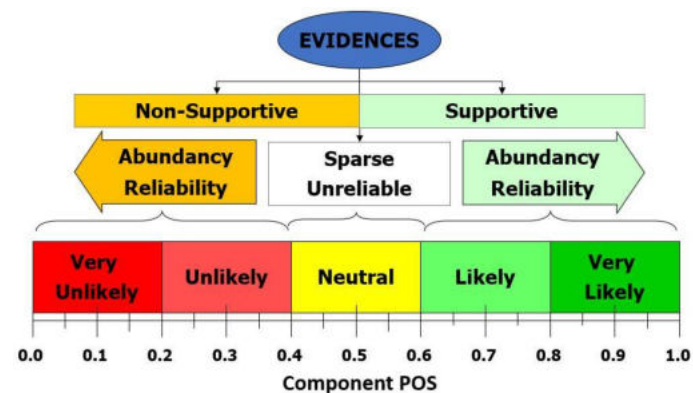 EVIDENCES
Non-Supportive
Supportive
Abundancy
Reliability
Sparse
Unreliable
Abundancy
Reliability
Very
Unlikely
Unlikely
Neutral
Likely
Very
Likely
0.0 0.1 0.2 0.3 0.4 0.5 0.6 0.7 0.8 0.9 1.0
Component POS